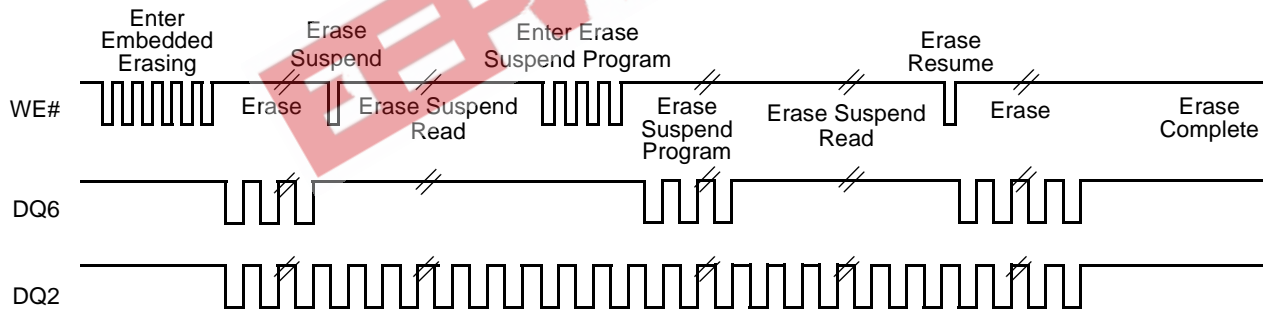 Enter
Embedded
Erasing
Erase
Suspend
Enter Erase
Suspend Program
Erase
Resume
WE#
Erase
Erase Suspend
Read
Erase
Suspend
Program
Erase Suspend
Read
Erase
Erase
Complete
DQ6
DQ2